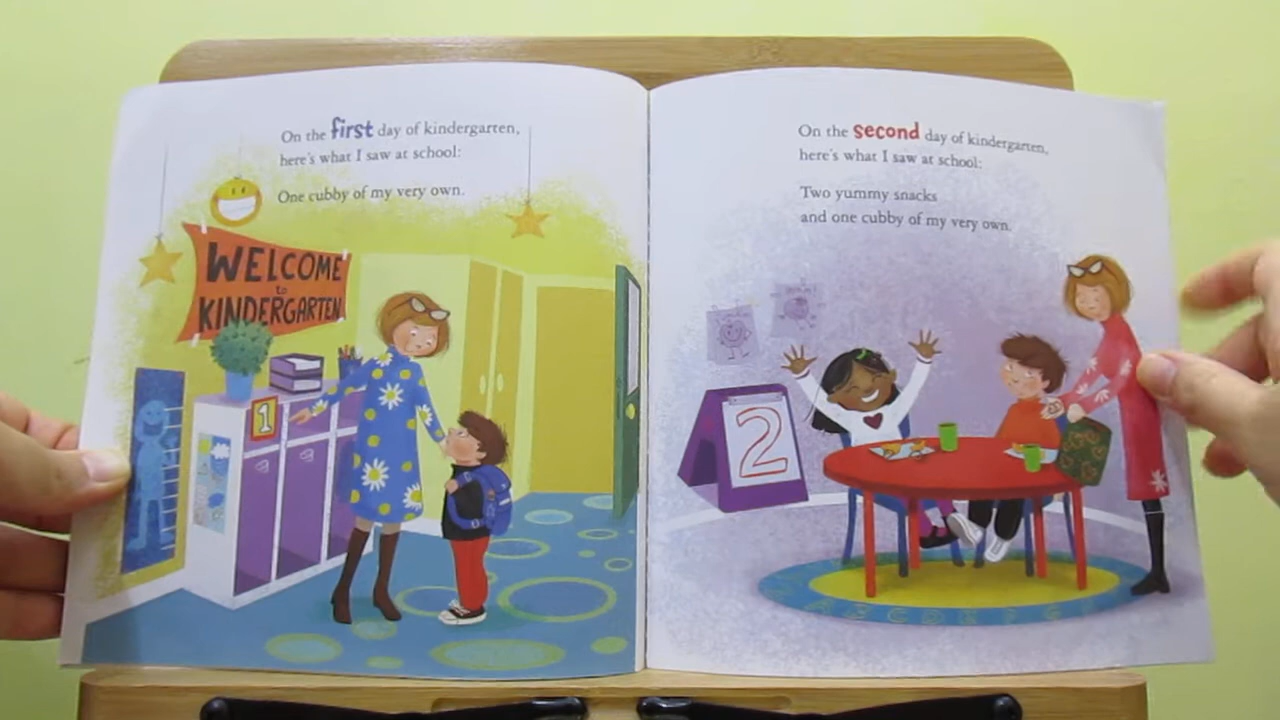 On the first day of kindergarten,
here's what I saw at school:
One cubby of my very own.
WELCOME
to
KINDERGARTEN
1
On the second day of kindergarten,
here's what I saw at school:
Two yummy snacks
and one cubby of my very own.
2